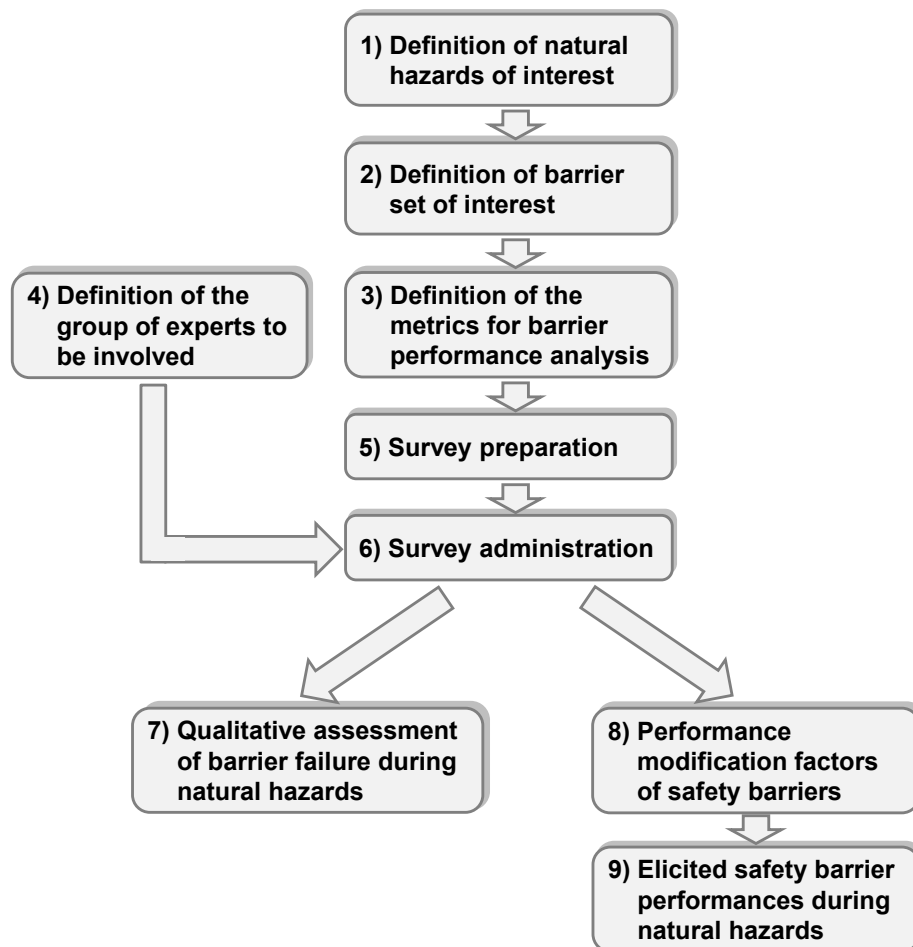 1) Definition of natural
hazards of interest
2) Definition of barrier
set of interest
3) Definition of the
metrics for barrier
performance analysis
4) Definition of the
group of experts to
be involved
5) Survey preparation
6) Survey administration
7) Qualitative assessment
of barrier failure during
natural hazards
8) Performance
modification factors
of safety barriers
9) Elicited safety barrier
performances during
natural hazards